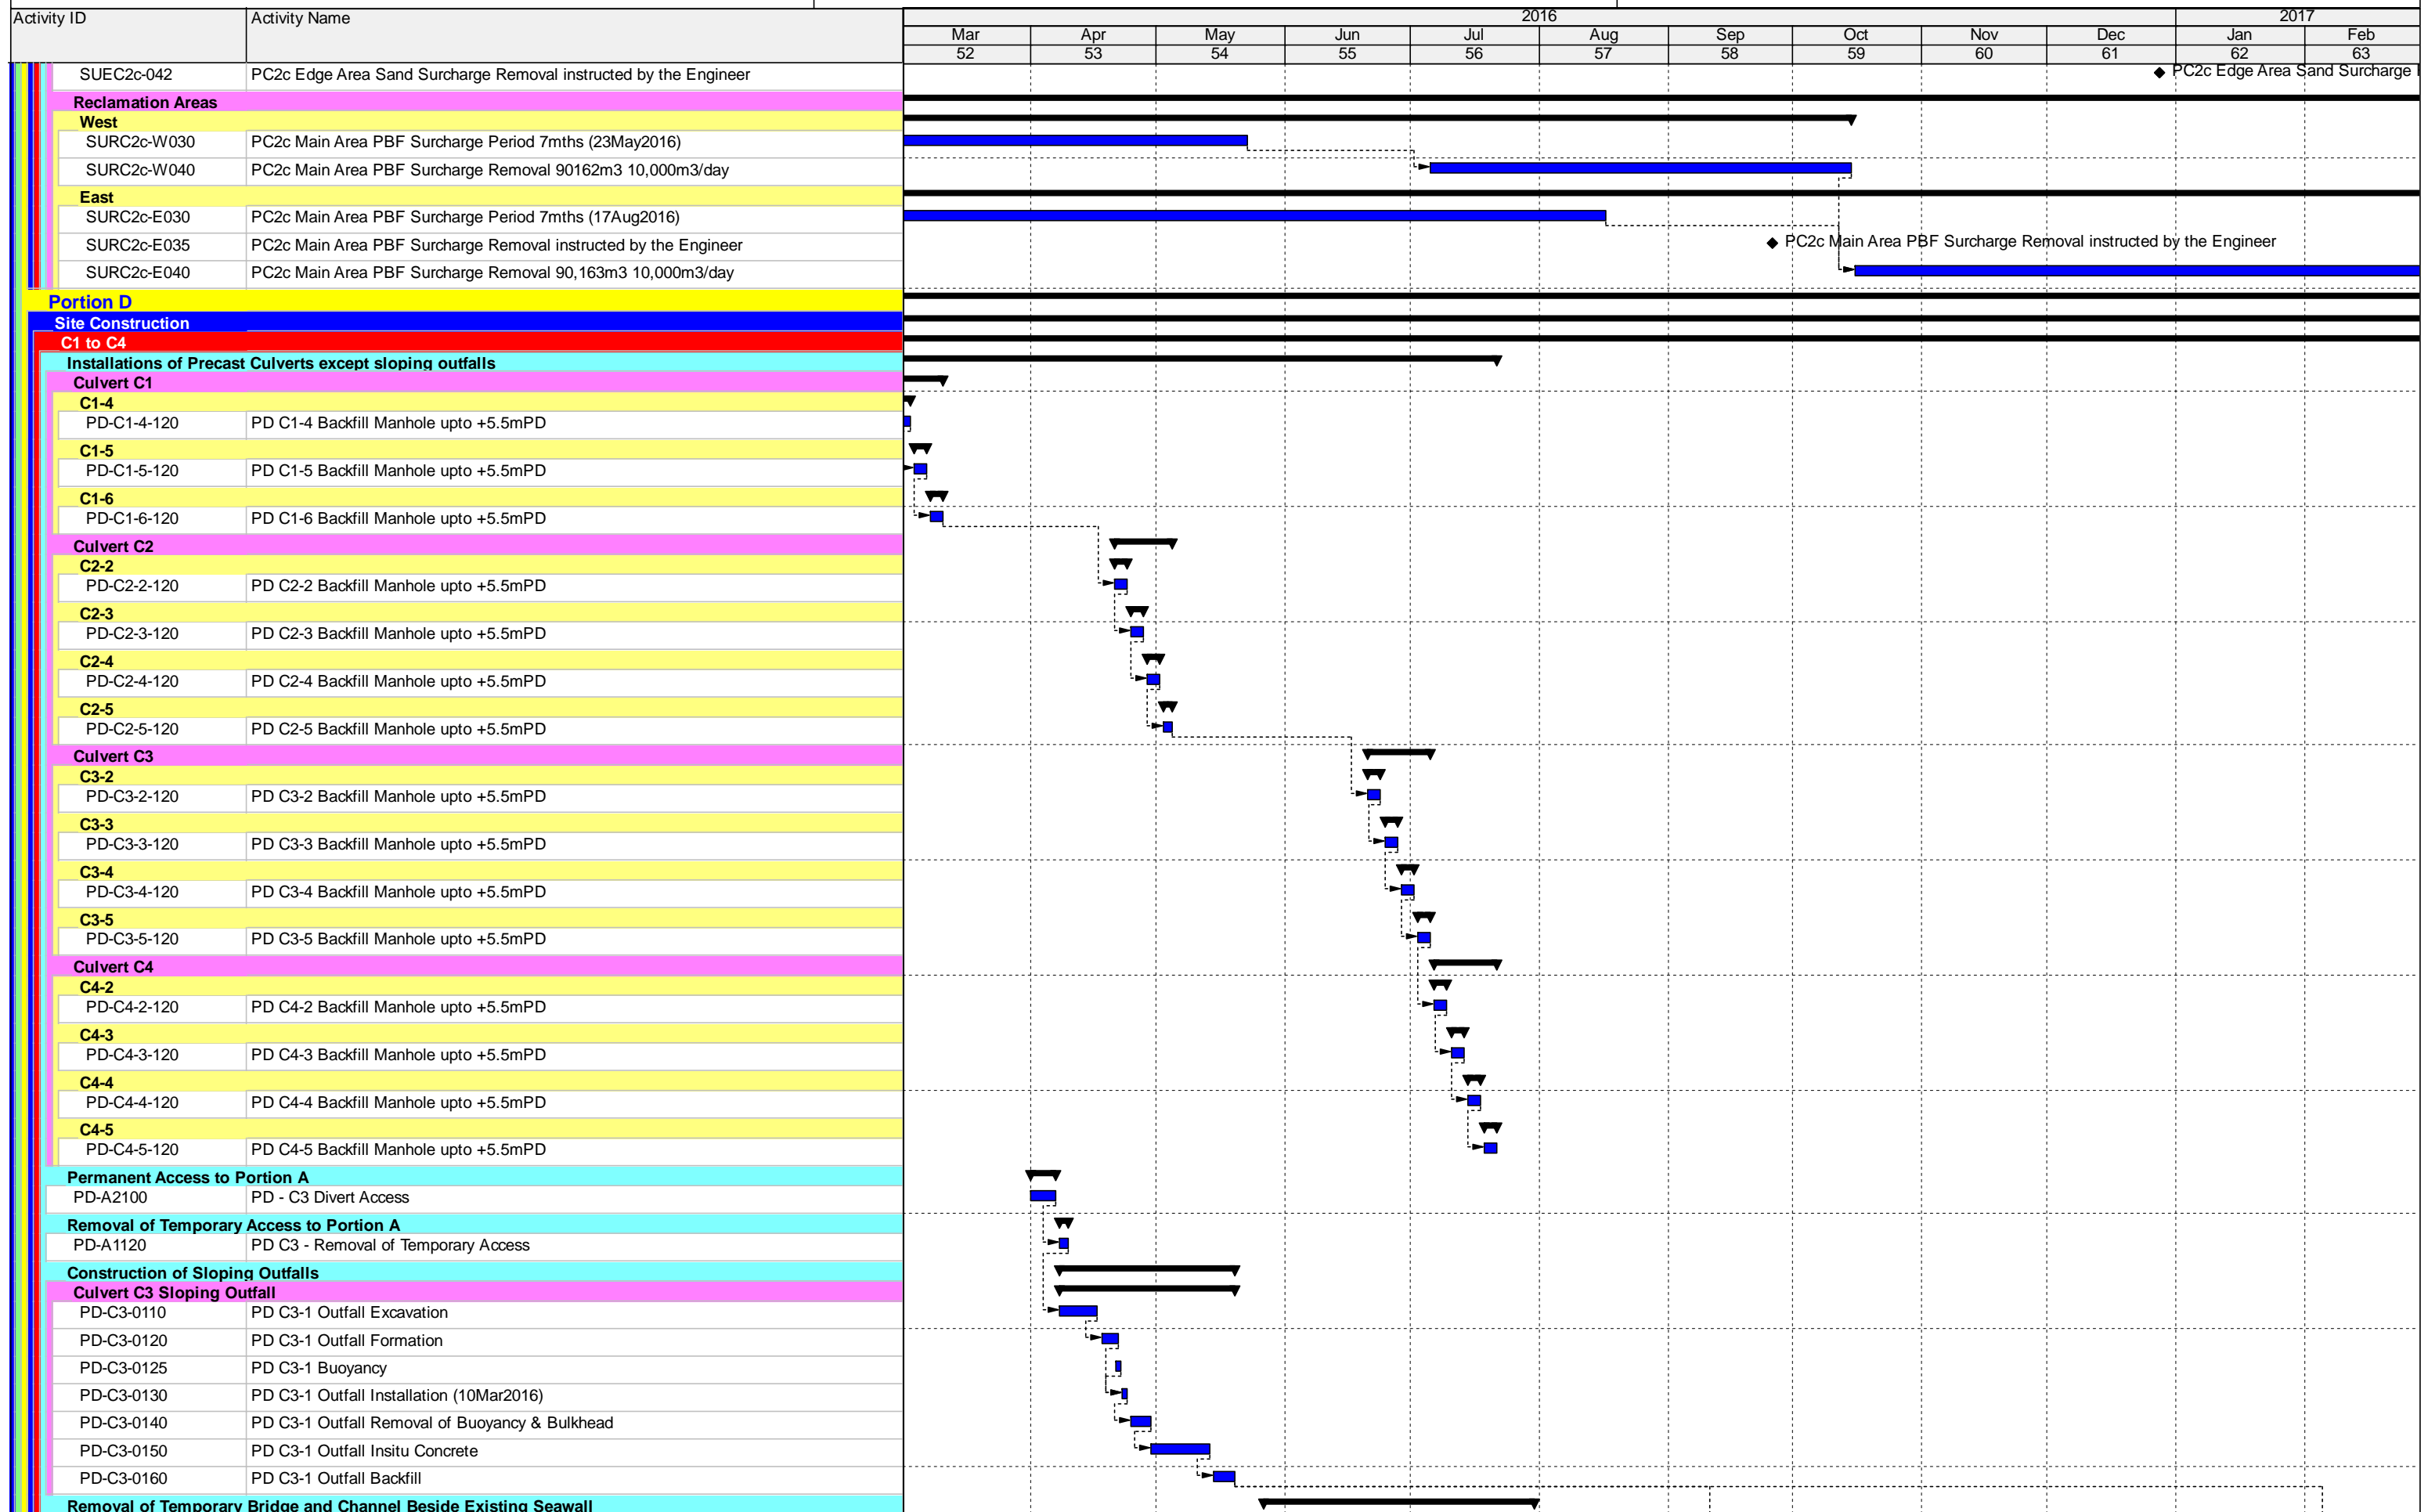 Activity ID Activity Name 2016 2017
Mar Apr May Jun Jul Aug Sep Oct Nov Dec Jan Feb
52 53 54 55 56 57 58 59 60 61 62 63
SUEC2c-042 PC2c Edge Area Sand Surcharge Removal instructed by the Engineer PC2c Edge Area Sand Surcharge
Reclamation Areas
West
SURC2c-W030 PC2c Main Area PBF Surcharge Period 7mths (23May2016)
SURC2c-W040 PC2c Main Area PBF Surcharge Removal 90162m3 10,000m3/day
East
SURC2c-E030 PC2c Main Area PBF Surcharge Period 7mths (17Aug2016)
SURC2c-E035 PC2c Main Area PBF Surcharge Removal instructed by the Engineer PC2c Main Area PBF Surcharge Removal instructed by the Engineer
SURC2c-E040 PC2c Main Area PBF Surcharge Removal 90,163m3 10,000m3/day
Portion D
Site Construction
C1 to C4
Installations of Precast Culverts except sloping outfalls
Culvert C1
C1-4
PD-C1-4-120 PD C1-4 Backfill Manhole upto +5.5mPD
C1-5
PD-C1-5-120 PD C1-5 Backfill Manhole upto +5.5mPD
C1-6
PD-C1-6-120 PD C1-6 Backfill Manhole upto +5.5mPD
Culvert C2
C2-2
PD-C2-2-120 PD C2-2 Backfill Manhole upto +5.5mPD
C2-3
PD-C2-3-120 PD C2-3 Backfill Manhole upto +5.5mPD
C2-4
PD-C2-4-120 PD C2-4 Backfill Manhole upto +5.5mPD
C2-5
PD-C2-5-120 PD C2-5 Backfill Manhole upto +5.5mPD
Culvert C3
C3-2
PD-C3-2-120 PD C3-2 Backfill Manhole upto +5.5mPD
C3-3
PD-C3-3-120 PD C3-3 Backfill Manhole upto +5.5mPD
C3-4
PD-C3-4-120 PD C3-4 Backfill Manhole upto +5.5mPD
C3-5
PD-C3-5-120 PD C3-5 Backfill Manhole upto +5.5mPD
Culvert C4
C4-2
PD-C4-2-120 PD C4-2 Backfill Manhole upto +5.5mPD
C4-3
PD-C4-3-120 PD C4-3 Backfill Manhole upto +5.5mPD
C4-4
PD-C4-4-120 PD C4-4 Backfill Manhole upto +5.5mPD
C4-5
PD-C4-5-120 PD C4-5 Backfill Manhole upto +5.5mPD
Permanent Access to Portion A
PD-A2100 PD - C3 Divert Access
Removal of Temporary Access to Portion A
PD-A1120 PD C3 - Removal of Temporary Access
Construction of Sloping Outfalls
Culvert C3 Sloping Outfall
PD-C3-0110 PD C3-1 Outfall Excavation
PD-C3-0120 PD C3-1 Outfall Formation
PD-C3-0125 PD C3-1 Buoyancy
PD-C3-0130 PD C3-1 Outfall Installation (10Mar2016)
PD-C3-0140 PD C3-1 Outfall Removal of Buoyancy & Bulkhead
PD-C3-0150 PD C3-1 Outfall Insitu Concrete
PD-C3-0160 PD C3-1 Outfall Backfill
Removal of Temporary Bridge and Channel Beside Existing Seawall